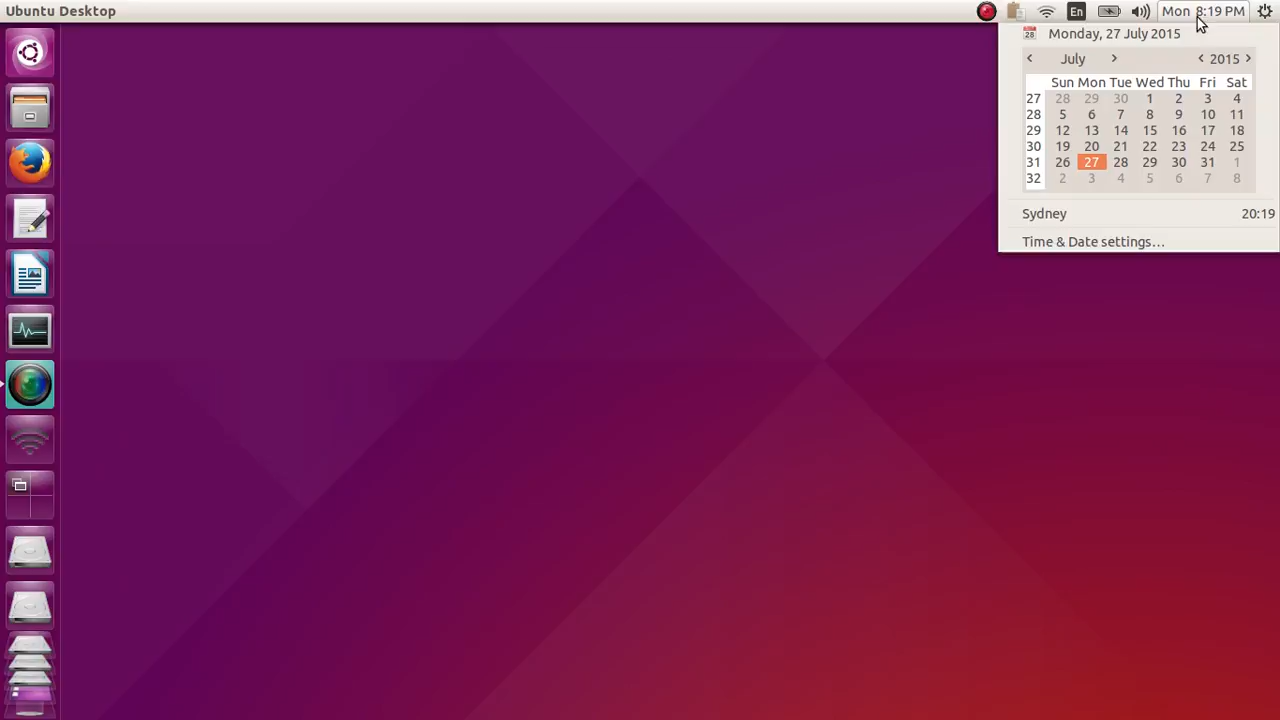 Ubuntu Desktop
En
Mon 8:19 PM
28
Monday, 27 July 2015
< July > < 2015 >
Sun Mon Tue Wed Thu Fri Sat
27 28 29 30 1 2 3 4
28 5 6 7 8 9 10 11
29 12 13 14 15 16 17 18
30 19 20 21 22 23 24 25
31 26 27 28 29 30 31 1
32 2 3 4 5 6 7 8
Sydney 20:19
Time & Date settings…